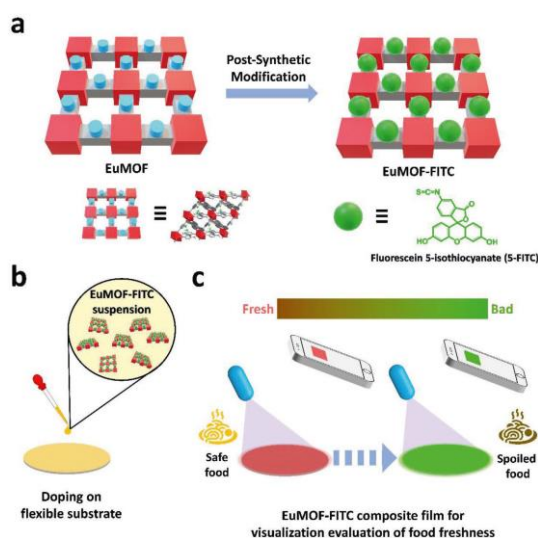 a
Post-Synthetic
Modification
EuMOF
EuMOF-FITC
S=C=N
O
O
HO
O
OH
Fluorescein 5-isothiocyanate (5-FITC)
b
EuMOF-FITC
suspension
Doping on
flexible substrate
c
Fresh
Bad
Safe
food
Spoiled
food
EuMOF-FITC composite film for
visualization evaluation of food freshness